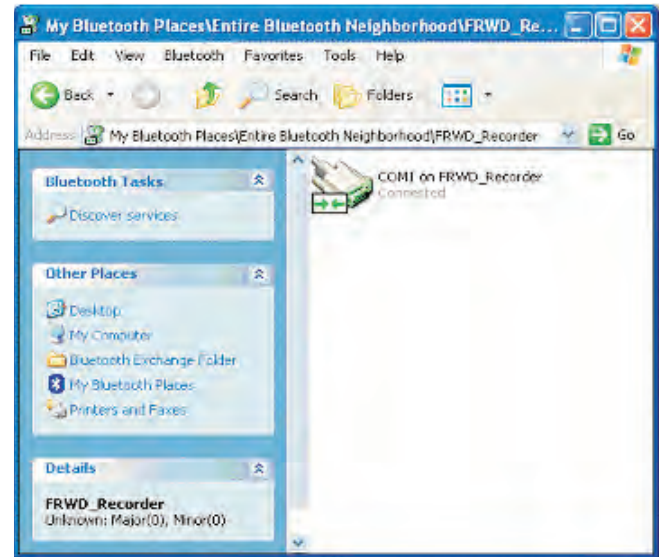 My Bluetooth Places\Entire Bluetooth Neighborhood\FRWD_Re...
File Edit View Bluetooth Favorites Tools Help
Back Search Folders
Address My Bluetooth Places\Entire Bluetooth Neighborhood\FRWD_Recorder Go
Bluetooth Tasks
Discover services
Other Places
Desktop
My Computer
Bluetooth Exchange Folder
My Bluetooth Places
Printers and Faxes
Details
FRWD_Recorder
Unknown: Major(0), Minor(0)
COM1 on FRWD_Recorder
Connected